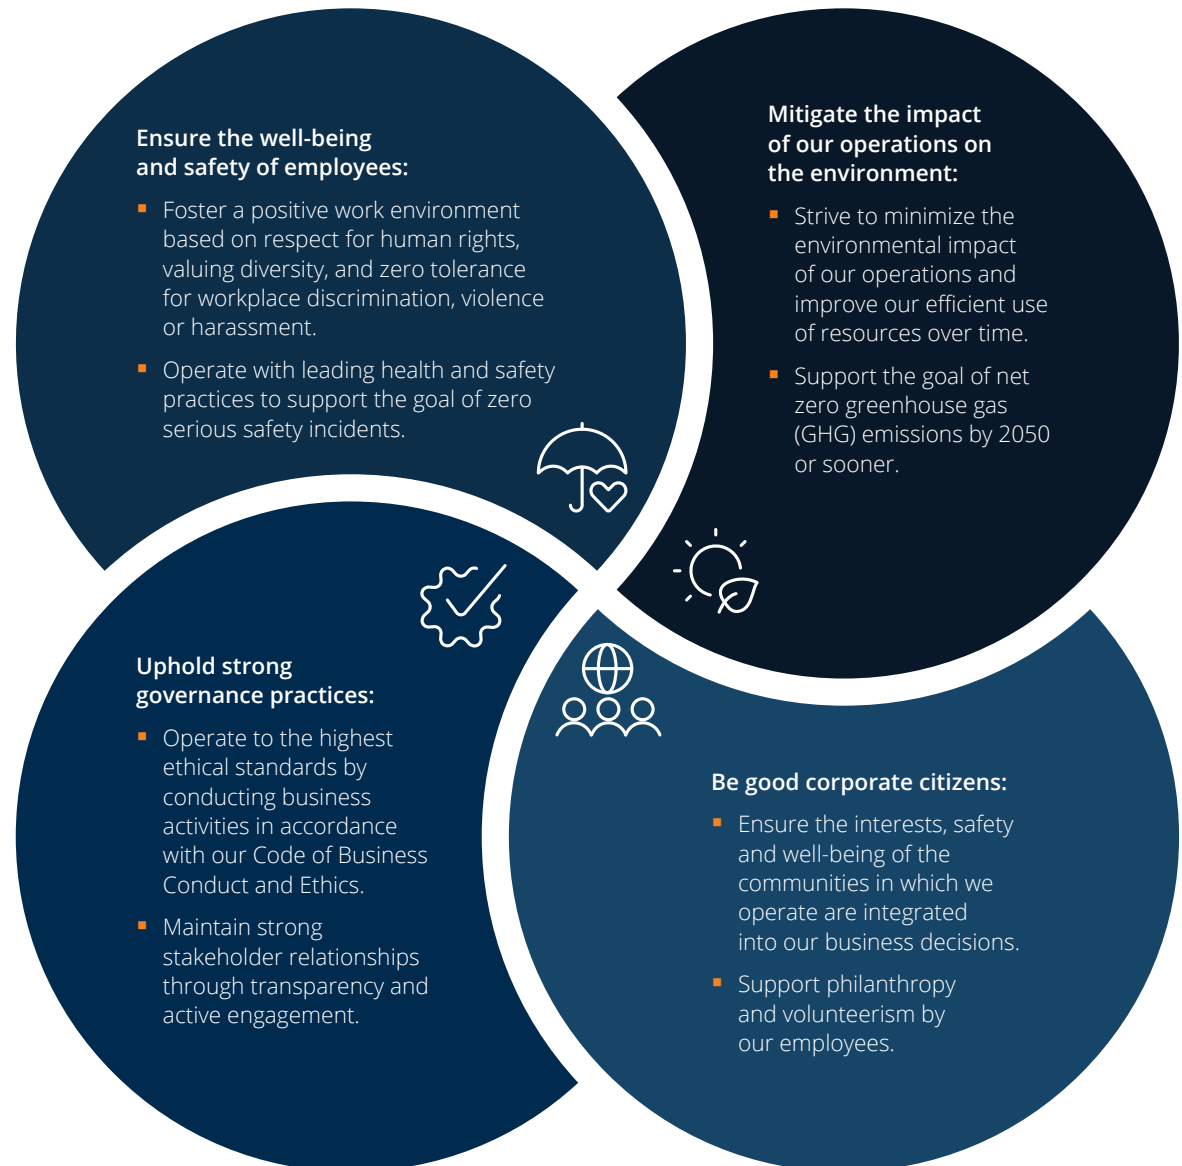 Ensure the well-being
and safety of employees:
▪ Foster a positive work environment
based on respect for human rights,
valuing diversity, and zero tolerance
for workplace discrimination, violence
or harassment.
▪ Operate with leading health and safety
practices to support the goal of zero
serious safety incidents.
Mitigate the impact
of our operations on
the environment:
▪ Strive to minimize the
environmental impact
of our operations and
improve our efficient use
of resources over time.
▪ Support the goal of net
zero greenhouse gas
(GHG) emissions by 2050
or sooner.
Uphold strong
governance practices:
▪ Operate to the highest
ethical standards by
conducting business
activities in accordance
with our Code of Business
Conduct and Ethics.
▪ Maintain strong
stakeholder relationships
through transparency and
active engagement.
Be good corporate citizens:
▪ Ensure the interests, safety
and well-being of the
communities in which we
operate are integrated
into our business decisions.
▪ Support philanthropy
and volunteerism by
our employees.